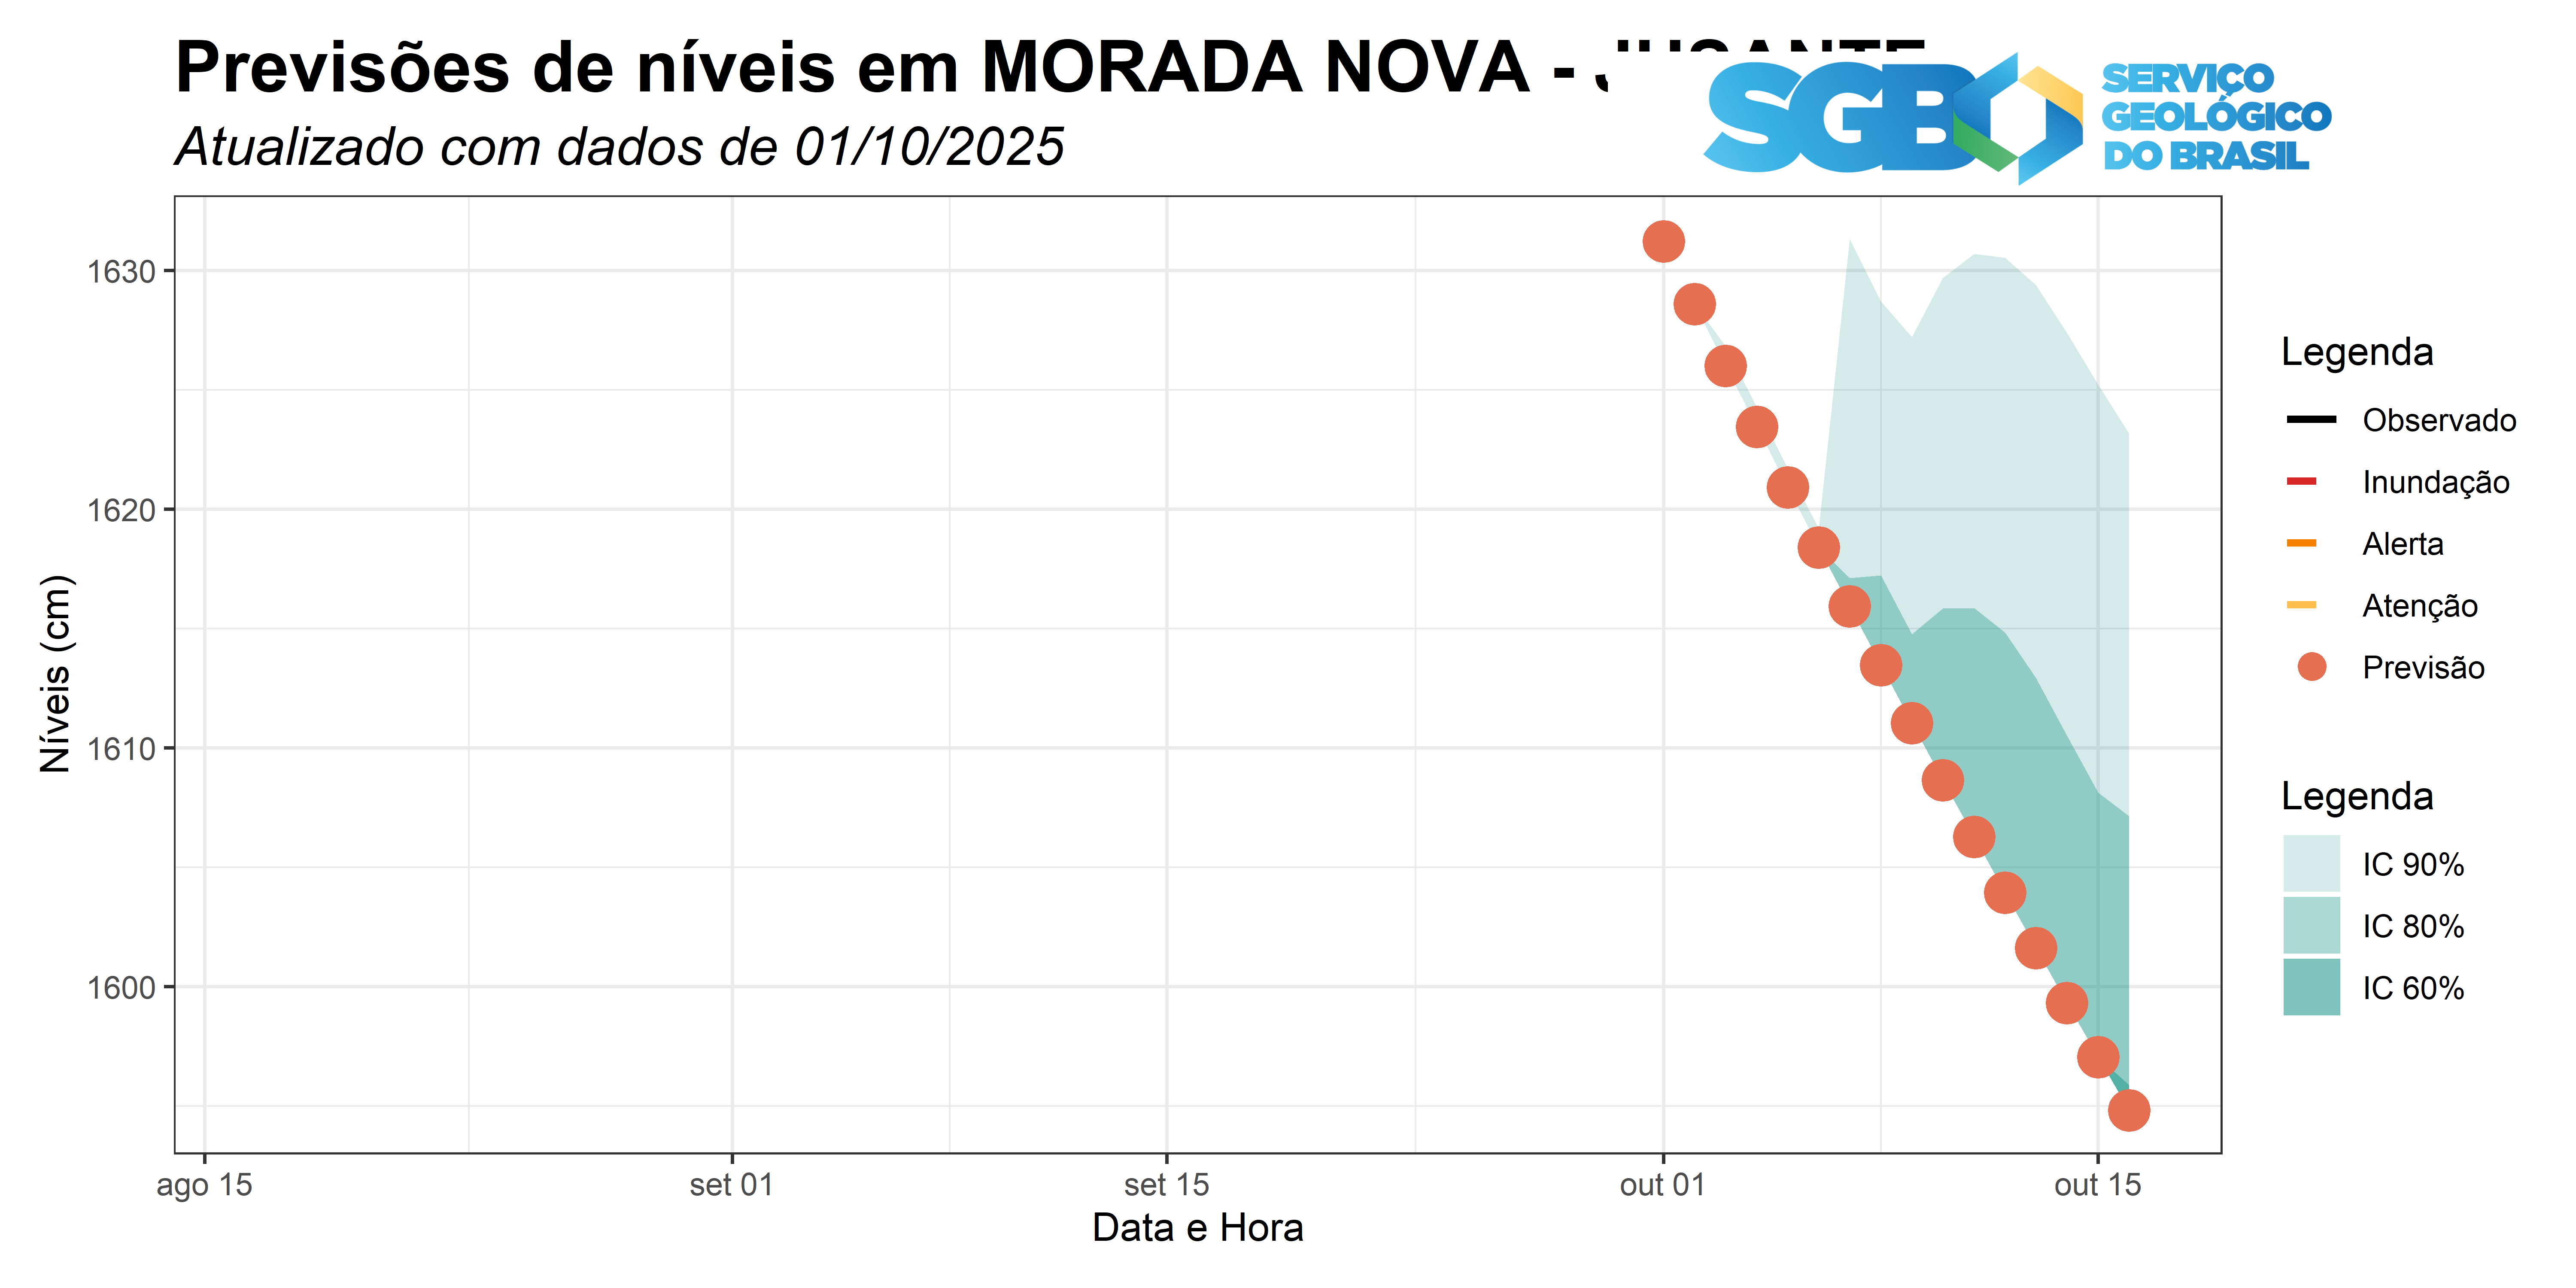 Previsões de níveis em MORADA NOVA - JUSANTE
Atualizado com dados de 01/10/2025
SGB
SERVIÇO
GEOLÓGICO
DO BRASIL
Níveis (cm)
1630
1620
1610
1600
ago 15
set 01
set 15
out 01
out 15
Data e Hora
Legenda
Observado
Inundação
Alerta
Atenção
Previsão
Legenda
IC 90%
IC 80%
IC 60%